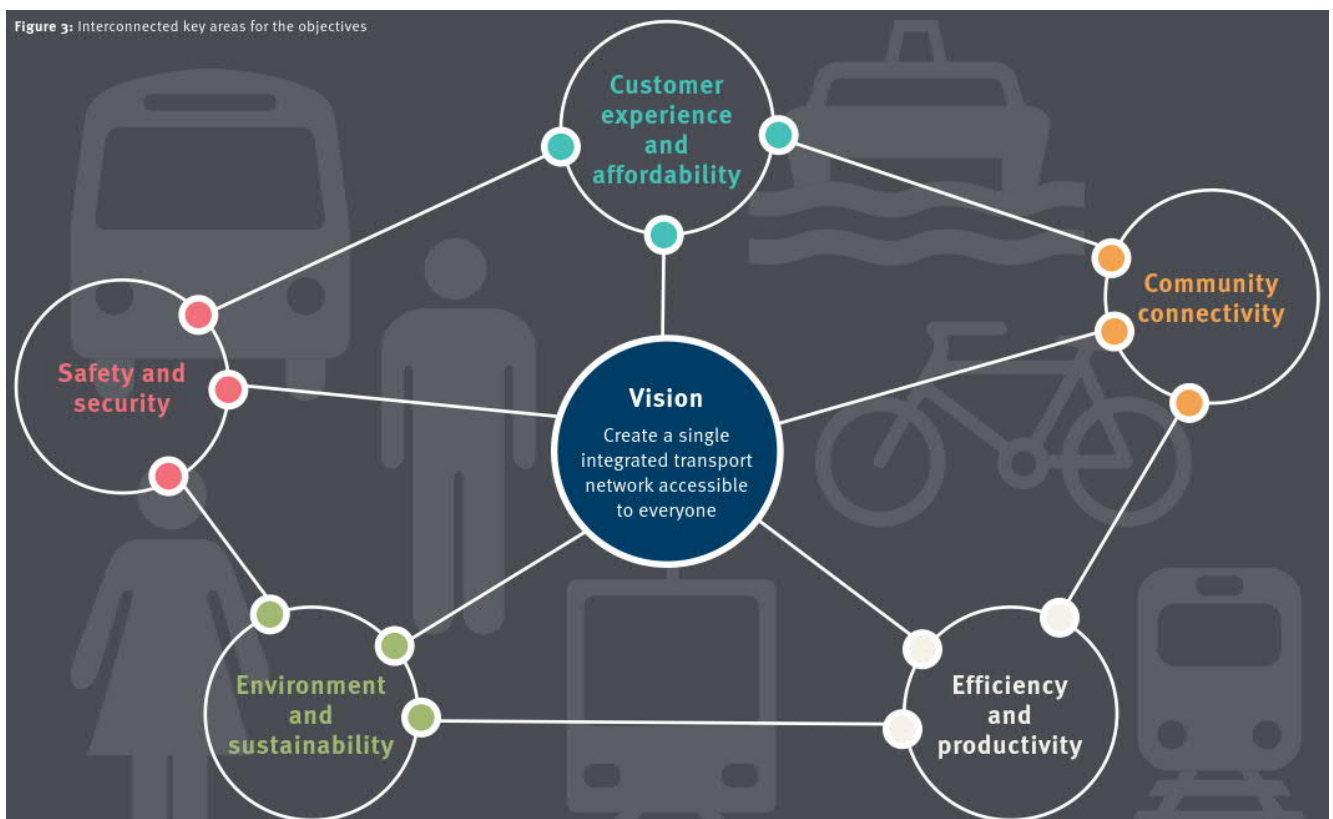 Figure 3: Interconnected key areas for the objectives
Customer
experience
and
affordability
Community
connectivity
Safety and
security
Vision
Create a single
integrated transport
network accessible
to everyone
Environment
and
sustainability
Efficiency
and
productivity